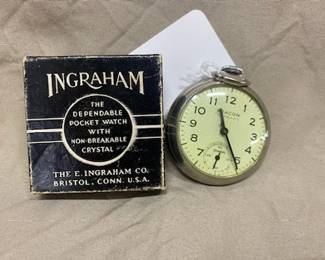 INGRAHAM
THE
DEPENDABLE
POCKET WATCH
WITH
NON-BREAKABLE
CRYSTAL
THE E. INGRAHAM CO.
BRISTOL, CONN. U.S.A.
12
11 1
10 2
9 3
8 4
7 5